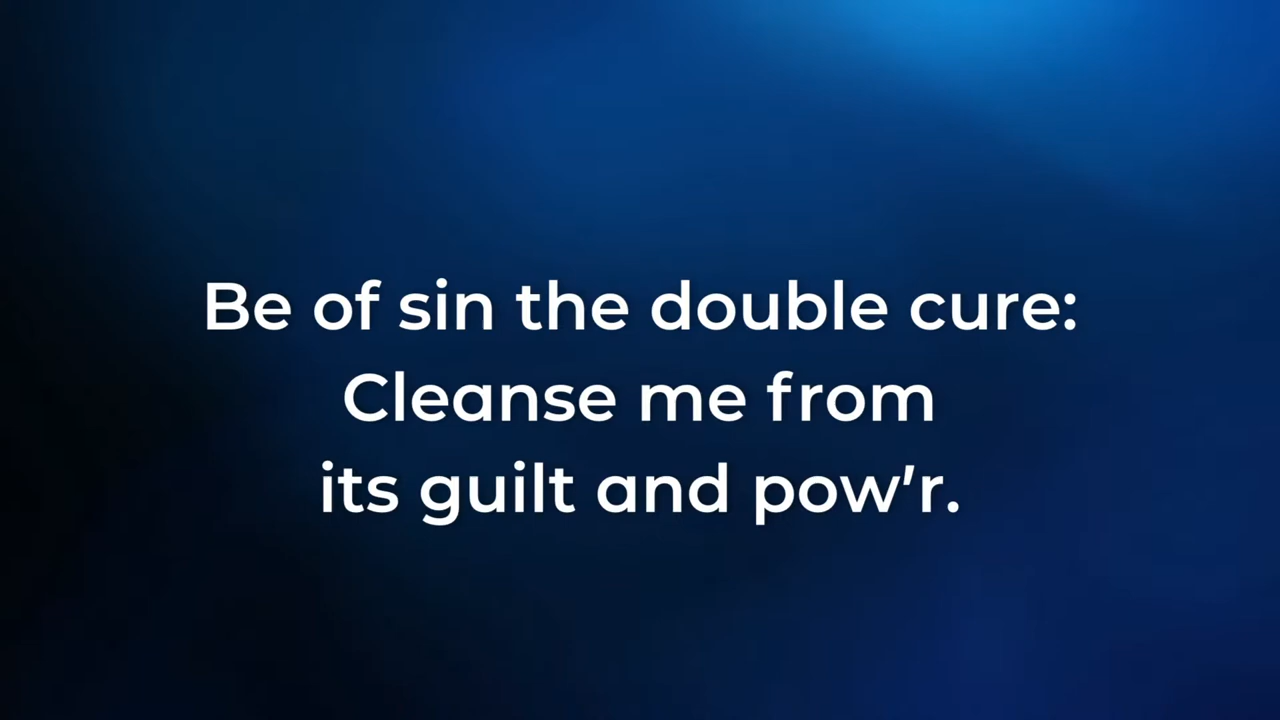 Be of sin the double cure:
Cleanse me from
its guilt and pow'r.